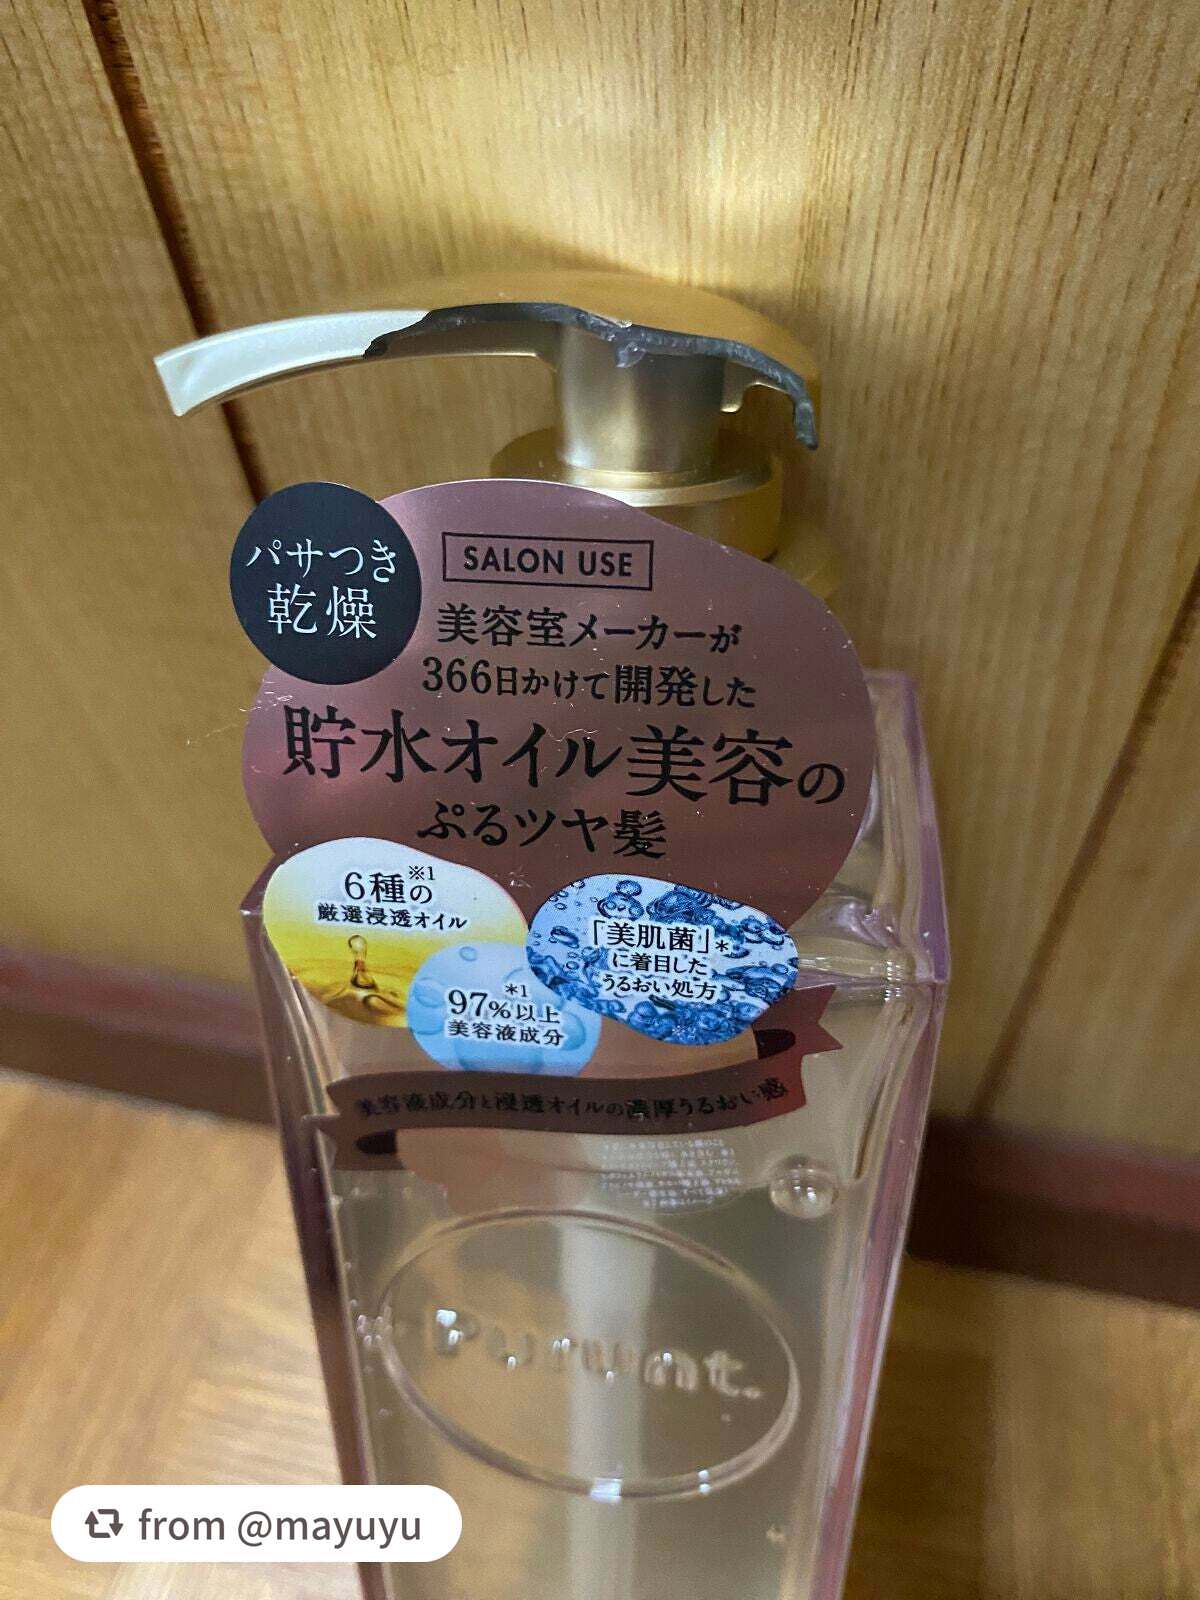 パサつき
乾燥
SALON USE
美容室メーカーが
366日かけて開発した
貯水オイル美容の
ぷるツヤ髪
※1
6種の
厳選浸透オイル
「美肌菌」*
に着目した
うるおい処方
*1
97%以上
美容液成分
美容液成分と浸透オイルの濃厚うるおい感
Purunt.
from @mayuyu